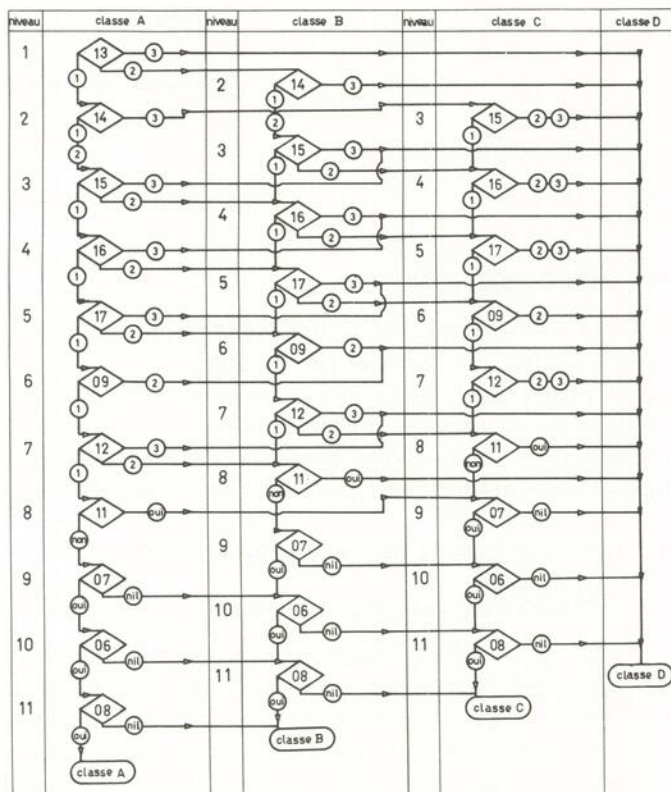 niveau classe A niveau classe B niveau classe C classe D
1 13 3
1 2 2 14 3
2 14 3 1 3 15 2 3
1 2 1
2 3 15 3
3 15 3 1 2 4 16 2 3
1 2 1
4 16 3
4 16 3 1 2 5 17 2 3
1 2 1
5 17 3
5 17 3 1 2 6 09 2
1 2
6 09 2
6 09 2 1 7 12 2 3
1 1
7 12 3
7 12 3 1 2 8 11 oui
1 2 non
8 11 oui
8 11 oui non 9 07 nil
non oui
9 07
9 07 nil oui nil 10 06 nil
oui oui
10 06
10 06 oui nil 11 08 nil
oui nil oui
11 08 classe D
11 08 nil oui nil classe C
oui classe B
classe A